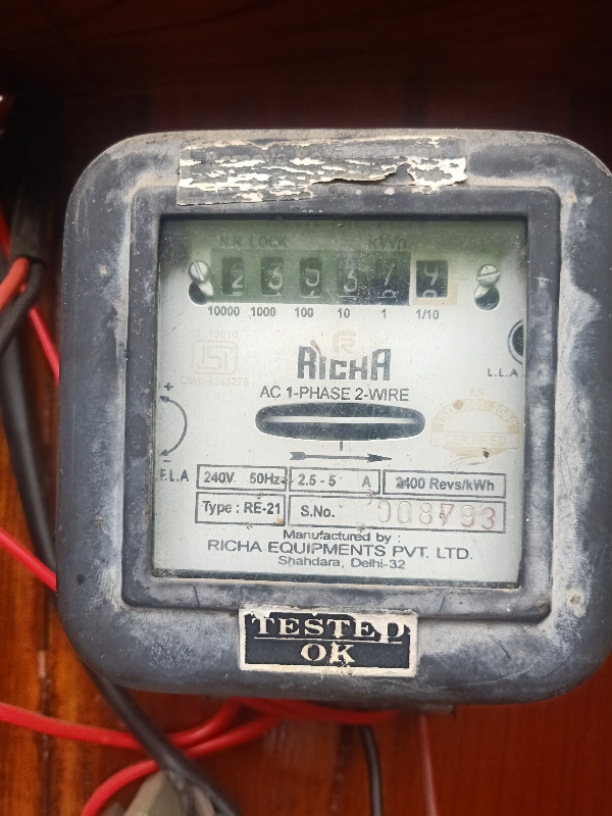 N.R. LOCK kWh
2 3 9 3 7 9
10000 1000 100 10 1 1/10
ISI
RICHA
L.L.A
AC 1-PHASE 2-WIRE
+
-
F.L.A
240V 50Hz 2.5 - 5 A 2400 Revs/kWh
Type : RE-21 S.No. 008793
Manufactured by :
RICHA EQUIPMENTS PVT. LTD.
Shahdara, Delhi-32
TESTED
OK